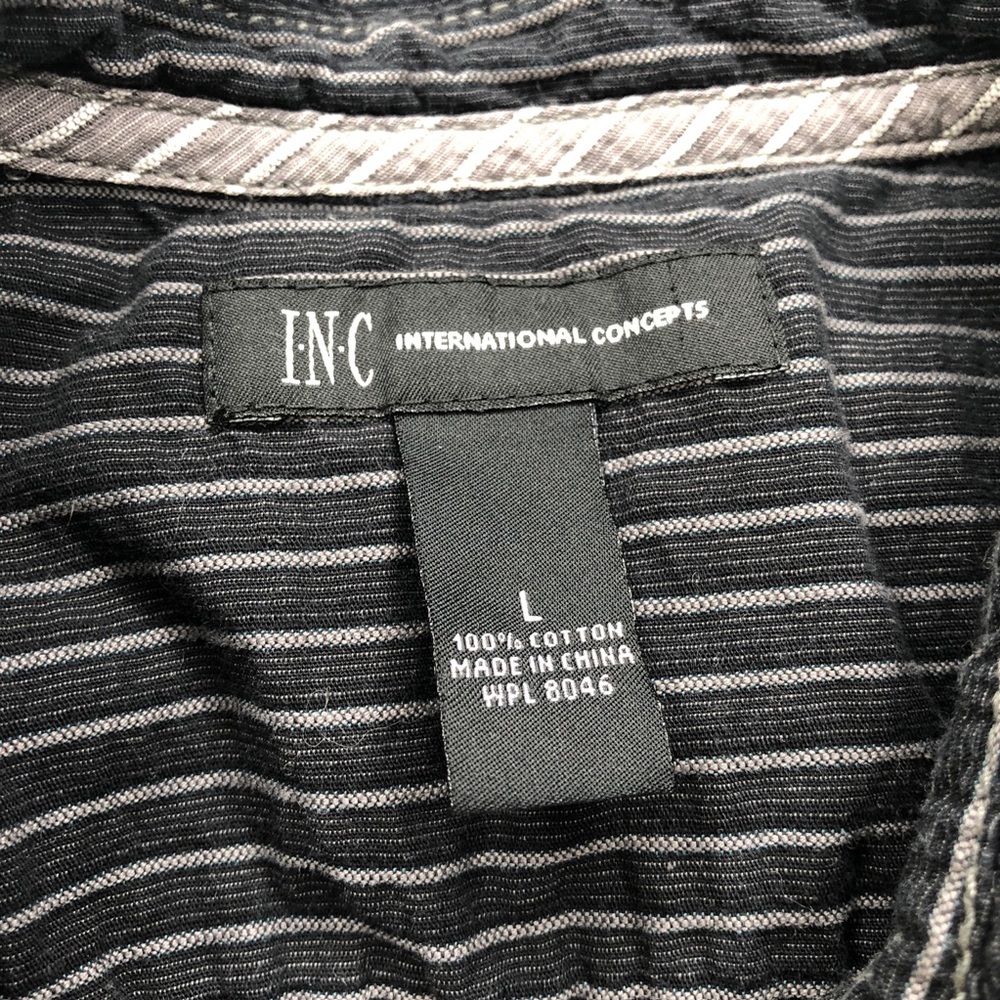 I·N·C INTERNATIONAL CONCEPTS
L
100% COTTON
MADE IN CHINA
WPL 8046